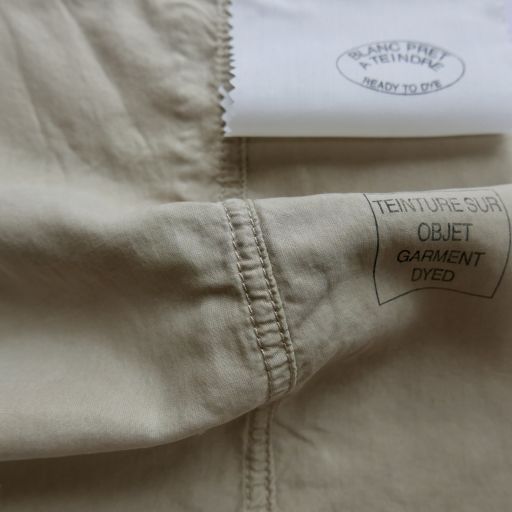 BLANC PRET
A TEINDRE
READY TO DYE
TEINTURE SUR
OBJET
GARMENT
DYED